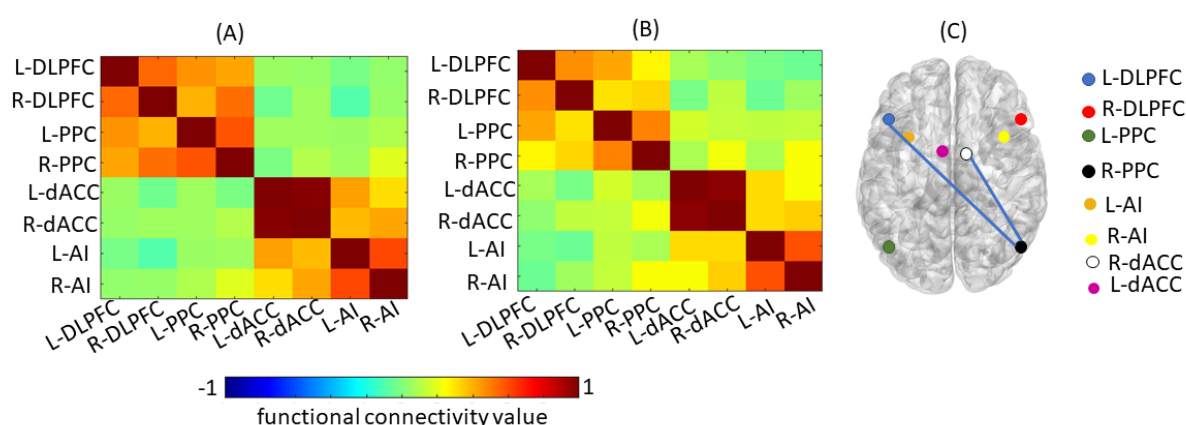 (A)
L-DLPFC
R-DLPFC
L-PPC
R-PPC
L-dACC
R-dACC
L-AI
R-AI
L-DLPFC
R-DLPFC
L-PPC
R-PPC
L-dACC
R-dACC
L-AI
R-AI
(B)
L-DLPFC
R-DLPFC
L-PPC
R-PPC
L-dACC
R-dACC
L-AI
R-AI
L-DLPFC
R-DLPFC
L-PPC
R-PPC
L-dACC
R-dACC
L-AI
R-AI
(C)
L-DLPFC
R-DLPFC
L-PPC
R-PPC
L-AI
R-AI
R-dACC
L-dACC
-1
1
functional connectivity value